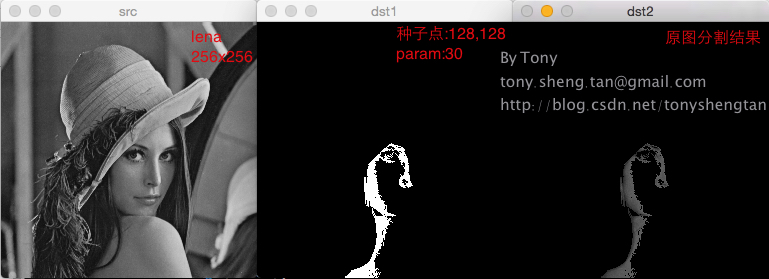 src
dst1
dst2
lena
256x256
种子点:128,128
param:30
原图分割结果
By Tony
tony.sheng.tan@gmail.com
http://blog.csdn.net/tonyshengtan